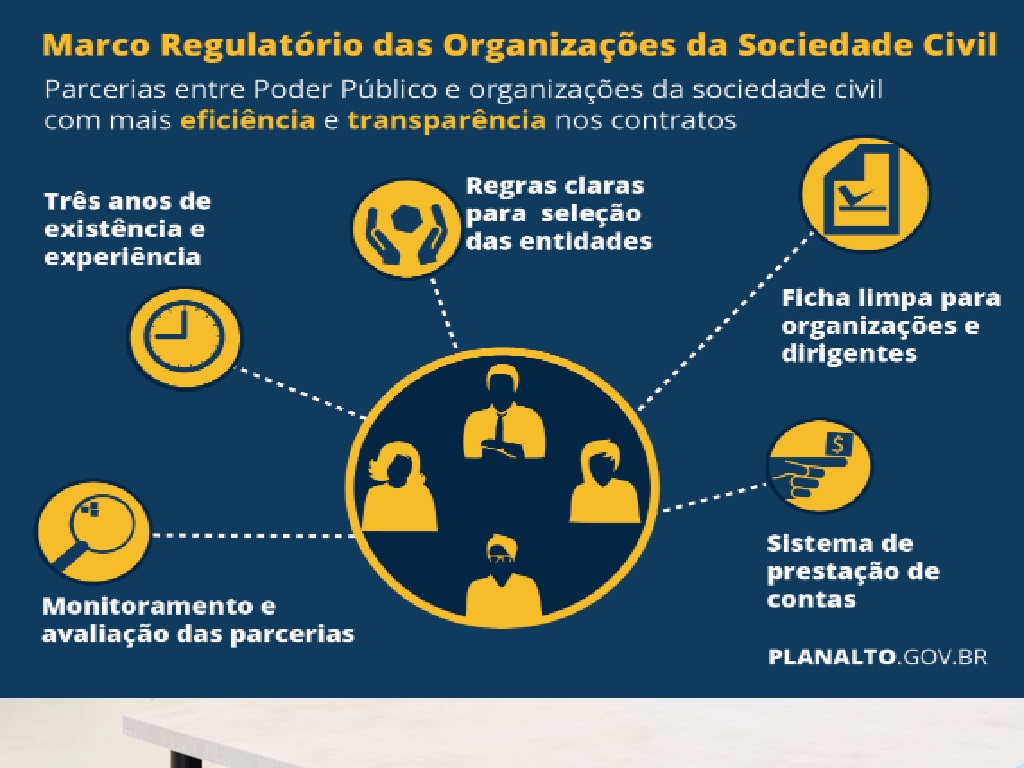 Marco Regulatório das Organizações da Sociedade Civil
Parcerias entre Poder Público e organizações da sociedade civil
com mais eficiência e transparência nos contratos
Três anos de
existência e
experiência
Regras claras
para seleção
das entidades
Ficha limpa para
organizações e
dirigentes
$
Sistema de
prestação de
contas
Monitoramento e
avaliação das parcerias
PLANALTO.GOV.BR